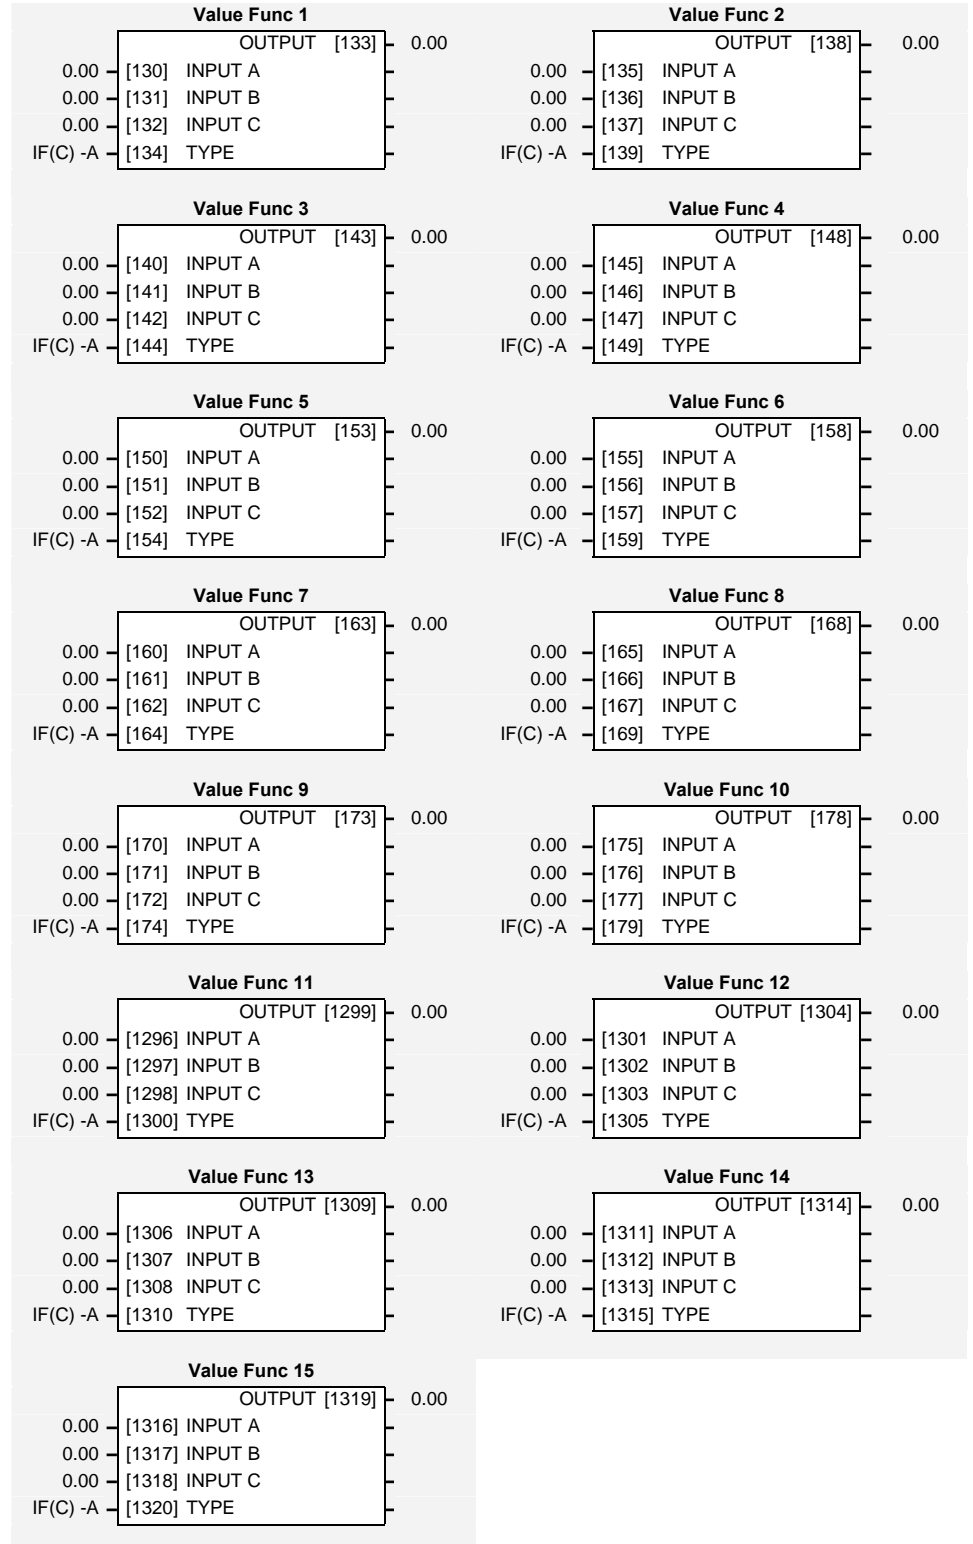 Value Func 1
OUTPUT [133] 0.00
0.00 [130] INPUT A
0.00 [131] INPUT B
0.00 [132] INPUT C
IF(C) -A [134] TYPE
Value Func 2
OUTPUT [138] 0.00
0.00 [135] INPUT A
0.00 [136] INPUT B
0.00 [137] INPUT C
IF(C) -A [139] TYPE
Value Func 3
OUTPUT [143] 0.00
0.00 [140] INPUT A
0.00 [141] INPUT B
0.00 [142] INPUT C
IF(C) -A [144] TYPE
Value Func 4
OUTPUT [148] 0.00
0.00 [145] INPUT A
0.00 [146] INPUT B
0.00 [147] INPUT C
IF(C) -A [149] TYPE
Value Func 5
OUTPUT [153] 0.00
0.00 [150] INPUT A
0.00 [151] INPUT B
0.00 [152] INPUT C
IF(C) -A [154] TYPE
Value Func 6
OUTPUT [158] 0.00
0.00 [155] INPUT A
0.00 [156] INPUT B
0.00 [157] INPUT C
IF(C) -A [159] TYPE
Value Func 7
OUTPUT [163] 0.00
0.00 [160] INPUT A
0.00 [161] INPUT B
0.00 [162] INPUT C
IF(C) -A [164] TYPE
Value Func 8
OUTPUT [168] 0.00
0.00 [165] INPUT A
0.00 [166] INPUT B
0.00 [167] INPUT C
IF(C) -A [169] TYPE
Value Func 9
OUTPUT [173] 0.00
0.00 [170] INPUT A
0.00 [171] INPUT B
0.00 [172] INPUT C
IF(C) -A [174] TYPE
Value Func 10
OUTPUT [178] 0.00
0.00 [175] INPUT A
0.00 [176] INPUT B
0.00 [177] INPUT C
IF(C) -A [179] TYPE
Value Func 11
OUTPUT [1299] 0.00
0.00 [1296] INPUT A
0.00 [1297] INPUT B
0.00 [1298] INPUT C
IF(C) -A [1300] TYPE
Value Func 12
OUTPUT [1304] 0.00
0.00 [1301 INPUT A
0.00 [1302 INPUT B
0.00 [1303 INPUT C
IF(C) -A [1305 TYPE
Value Func 13
OUTPUT [1309] 0.00
0.00 [1306 INPUT A
0.00 [1307 INPUT B
0.00 [1308 INPUT C
IF(C) -A [1310 TYPE
Value Func 14
OUTPUT [1314] 0.00
0.00 [1311] INPUT A
0.00 [1312] INPUT B
0.00 [1313] INPUT C
IF(C) -A [1315] TYPE
Value Func 15
OUTPUT [1319] 0.00
0.00 [1316] INPUT A
0.00 [1317] INPUT B
0.00 [1318] INPUT C
IF(C) -A [1320] TYPE